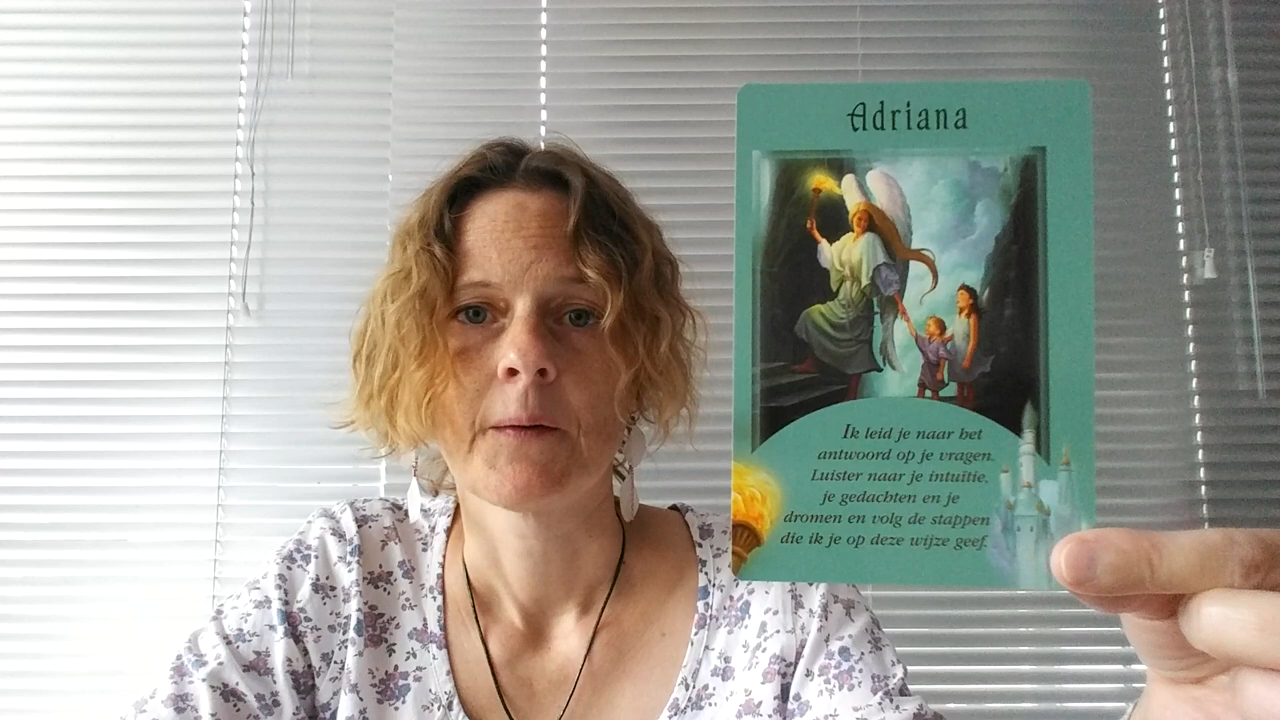 Adriana
Ik leid je naar het
antwoord op je vragen.
Luister naar je intuïtie,
je gedachten en je
dromen en volg de stappen
die ik je op deze wijze geef.